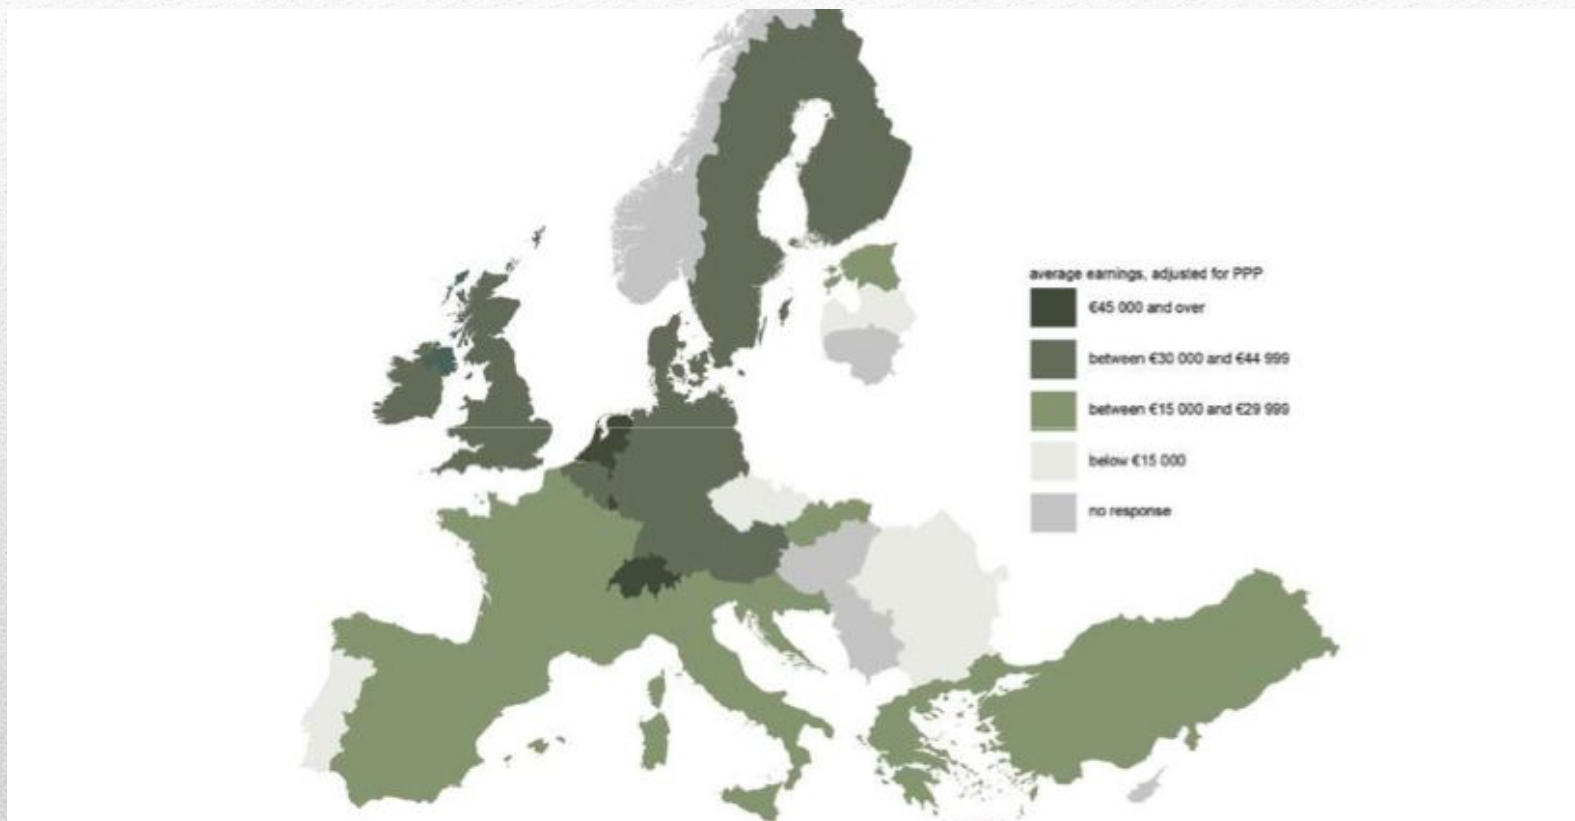 average earnings, adjusted for PPP
€45 000 and over
between €30 000 and €44 999
between €15 000 and €29 999
below €15 000
no response